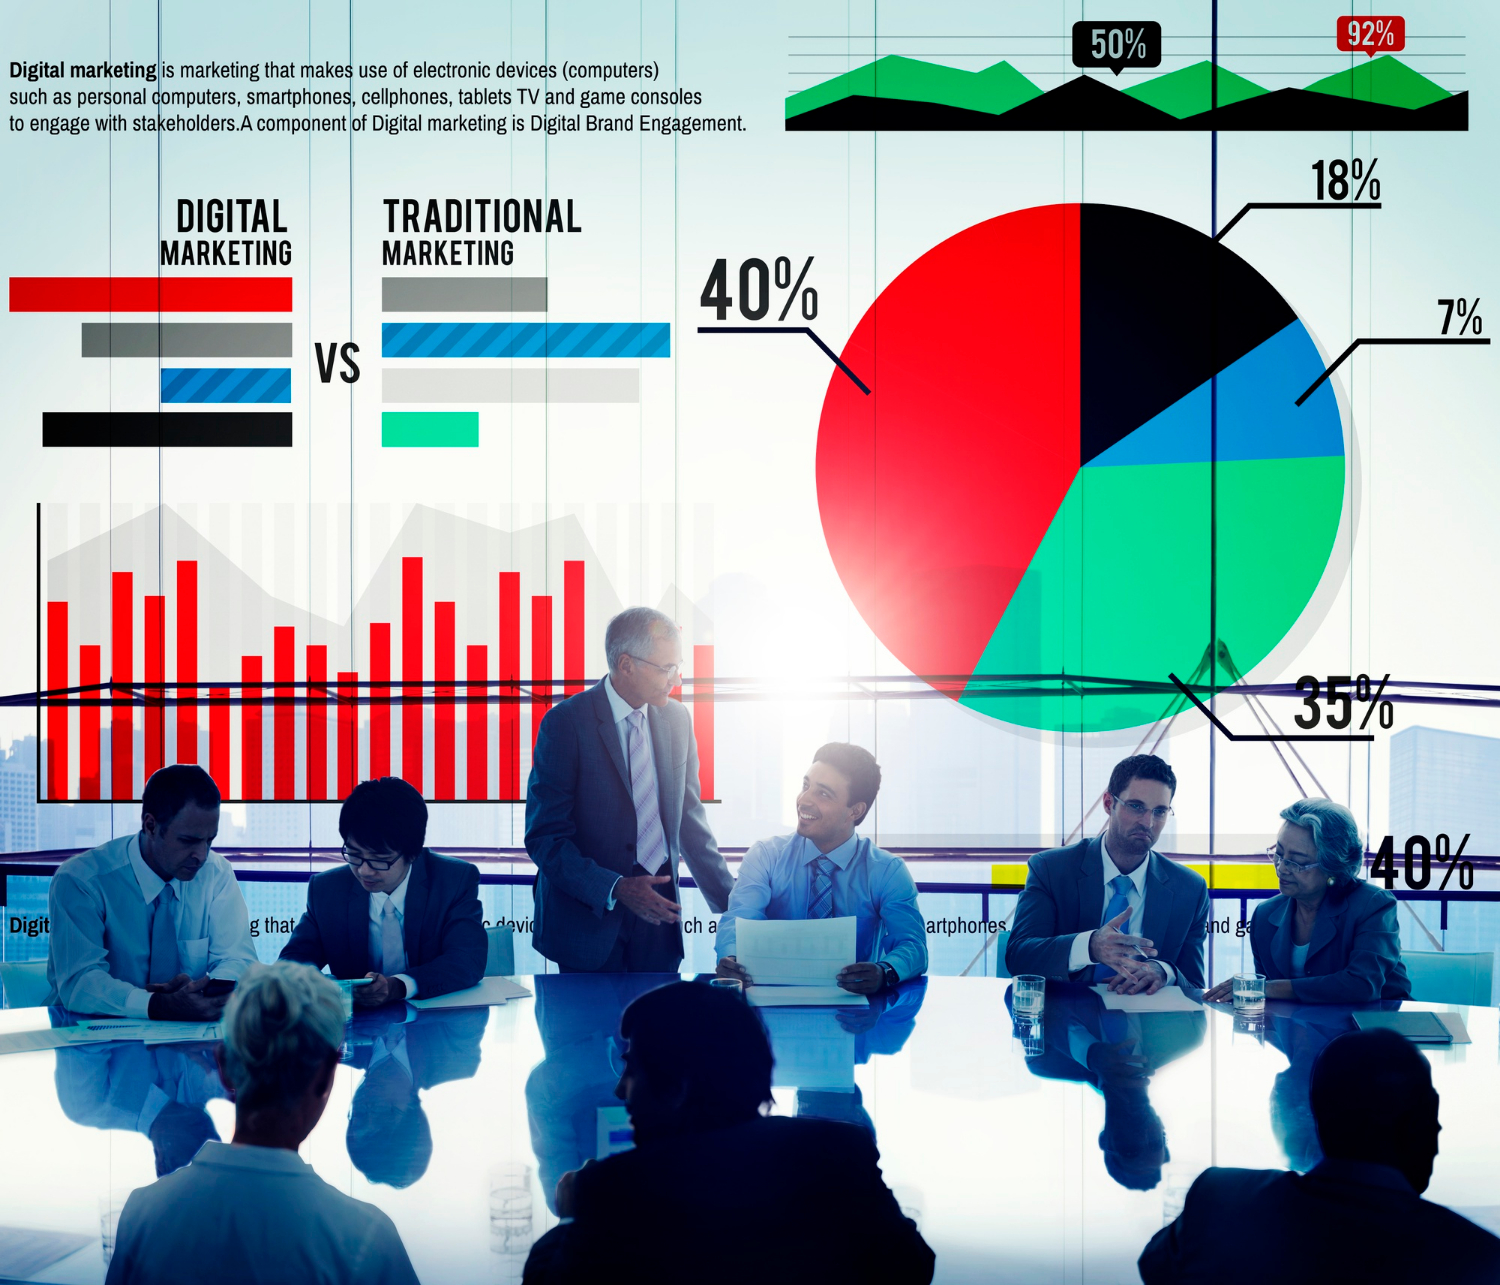 Digital marketing is marketing that makes use of electronic devices (computers)
such as personal computers, smartphones, cellphones, tablets TV and game consoles
to engage with stakeholders.A component of Digital marketing is Digital Brand Engagement.
50%
92%
DIGITAL
MARKETING
VS
TRADITIONAL
MARKETING
40%
18%
7%
35%
40%
that artphones,